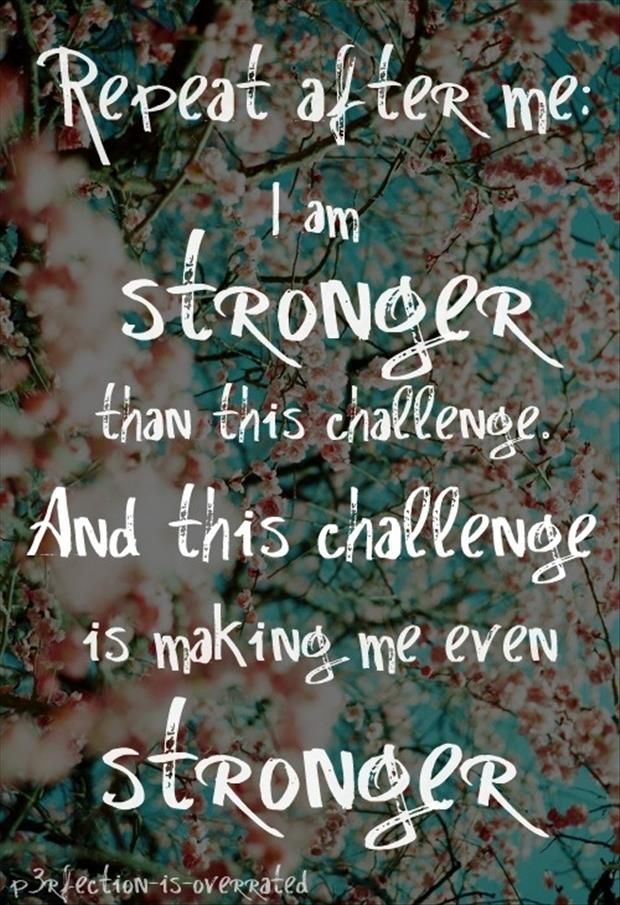 Repeat after me:
I am
stronger
than this challenge.
And this challenge
is making me even
stronger
p3rfection-is-overrated